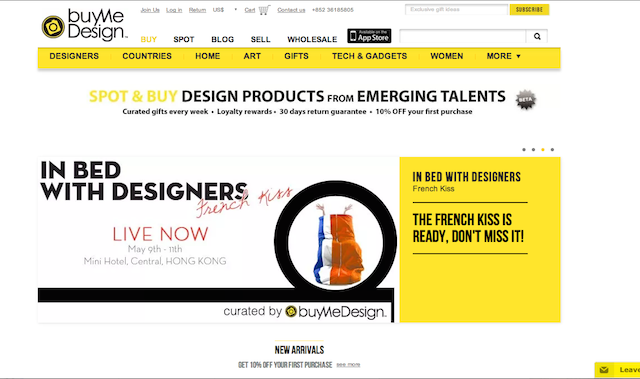 buyMe
Design™
Join Us Log in Return US$ Cart Contact us +852 36185805
Exclusive gift ideas SUBSCRIBE
BUY SPOT BLOG SELL WHOLESALE Available on the App Store
DESIGNERS COUNTRIES HOME ART GIFTS TECH & GADGETS WOMEN MORE ▼
SPOT & BUY DESIGN PRODUCTS FROM EMERGING TALENTS BETA
Curated gifts every week • Loyalty rewards • 30 days return guarantee • 10% OFF your first purchase
IN BED
WITH DESIGNERS
French Kiss
LIVE NOW
May 9th - 11th
Mini Hotel, Central, HONG KONG
curated by buyMeDesign.
IN BED WITH DESIGNERS
French Kiss
THE FRENCH KISS IS
READY, DON'T MISS IT!
NEW ARRIVALS
GET 10% OFF YOUR FIRST PURCHASE see more
Leave